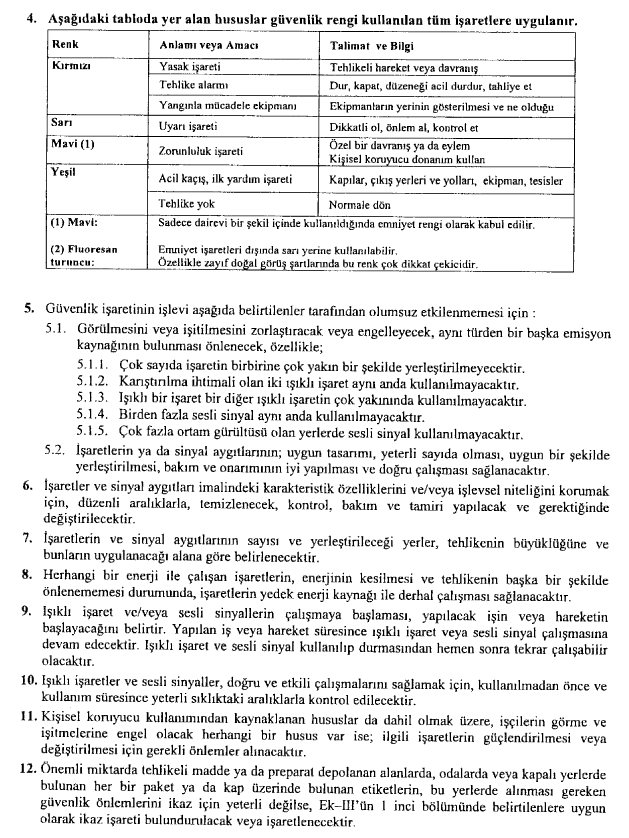 4. Aşağıdaki tabloda yer alan hususlar güvenlik rengi kullanılan tüm işaretlere uygulanır.
Renk Anlamı veya Amacı Talimat ve Bilgi
Kırmızı Yasak işareti Tehlikeli hareket veya davranış
Tehlike alarmı Dur, kapat, düzeneği acil durdur, tahliye et
Yangınla mücadele ekipmanı Ekipmanların yerinin gösterilmesi ve ne olduğu
Sarı Uyarı işareti Dikkatli ol, önlem al, kontrol et
Mavi (1) Zorunluluk işareti Özel bir davranış ya da eylem
Kişisel koruyucu donanım kullan
Yeşil Acil kaçış, ilk yardım işareti Kapılar, çıkış yerleri ve yolları, ekipman, tesisler
Tehlike yok Normale dön
(1) Mavi: Sadece dairevi bir şekil içinde kullanıldığında emniyet rengi olarak kabul edilir.
(2) Fluoresan Emniyet işaretleri dışında sarı yerine kullanılabilir.
turuncu: Özellikle zayıf doğal görüş şartlarında bu renk çok dikkat çekicidir.
5. Güvenlik işaretinin işlevi aşağıda belirtilenler tarafından olumsuz etkilenmemesi için :
5.1. Görülmesini veya işitilmesini zorlaştıracak veya engelleyecek, aynı türden bir başka emisyon
kaynağının bulunması önlenecek, özellikle;
5.1.1. Çok sayıda işaretin birbirine çok yakın bir şekilde yerleştirilmeyecektir.
5.1.2. Karıştırılma ihtimali olan iki ışıklı işaret aynı anda kullanılmayacaktır.
5.1.3. Işıklı bir işaret bir diğer ışıklı işaretin çok yakınında kullanılmayacaktır.
5.1.4. Birden fazla sesli sinyal aynı anda kullanılmayacaktır.
5.1.5. Çok fazla ortam gürültüsü olan yerlerde sesli sinyal kullanılmayacaktır.
5.2. İşaretlerin ya da sinyal aygıtlarının; uygun tasarımı, yeterli sayıda olması, uygun bir şekilde
yerleştirilmesi, bakım ve onarımının iyi yapılması ve doğru çalışması sağlanacaktır.
6. İşaretler ve sinyal aygıtları imalindeki karakteristik özelliklerini ve/veya işlevsel niteliğini korumak
için, düzenli aralıklarla, temizlenecek, kontrol, bakım ve tamiri yapılacak ve gerektiğinde
değiştirilecektir.
7. İşaretlerin ve sinyal aygıtlarının sayısı ve yerleştirileceği yerler, tehlikenin büyüklüğüne ve
bunların uygulanacağı alana göre belirlenecektir.
8. Herhangi bir enerji ile çalışan işaretlerin, enerjinin kesilmesi ve tehlikenin başka bir şekilde
önlenememesi durumunda, işaretlerin yedek enerji kaynağı ile derhal çalışması sağlanacaktır.
9. Işıklı işaret ve/veya sesli sinyallerin çalışmaya başlaması, yapılacak işin veya hareketin
başlayacağını belirtir. Yapılan iş veya hareket süresince ışıklı işaret veya sesli sinyal çalışmasına
devam edecektir. Işıklı işaret ve sesli sinyal kullanılıp durmasından hemen sonra tekrar çalışabilir
olacaktır.
10. Işıklı işaretler ve sesli sinyaller, doğru ve etkili çalışmalarını sağlamak için, kullanılmadan önce ve
kullanım süresince yeterli sıklıktaki aralıklarla kontrol edilecektir.
11. Kişisel koruyucu kullanımından kaynaklanan hususlar da dahil olmak üzere, işçilerin görme ve
işitmelerine engel olacak herhangi bir husus var ise; ilgili işaretlerin güçlendirilmesi veya
değiştirilmesi için gerekli önlemler alınacaktır.
12. Önemli miktarda tehlikeli madde ya da preparat depolanan alanlarda, odalarda veya kapalı yerlerde
bulunan her bir paket ya da kap üzerinde bulunan etiketlerin, bu yerlerde alınması gereken
güvenlik önlemlerini ikaz için yeterli değilse, Ek–III'ün 1 inci bölümünde belirtilenlere uygun
olarak ikaz işareti bulundurulacak veya işaretlenecektir.